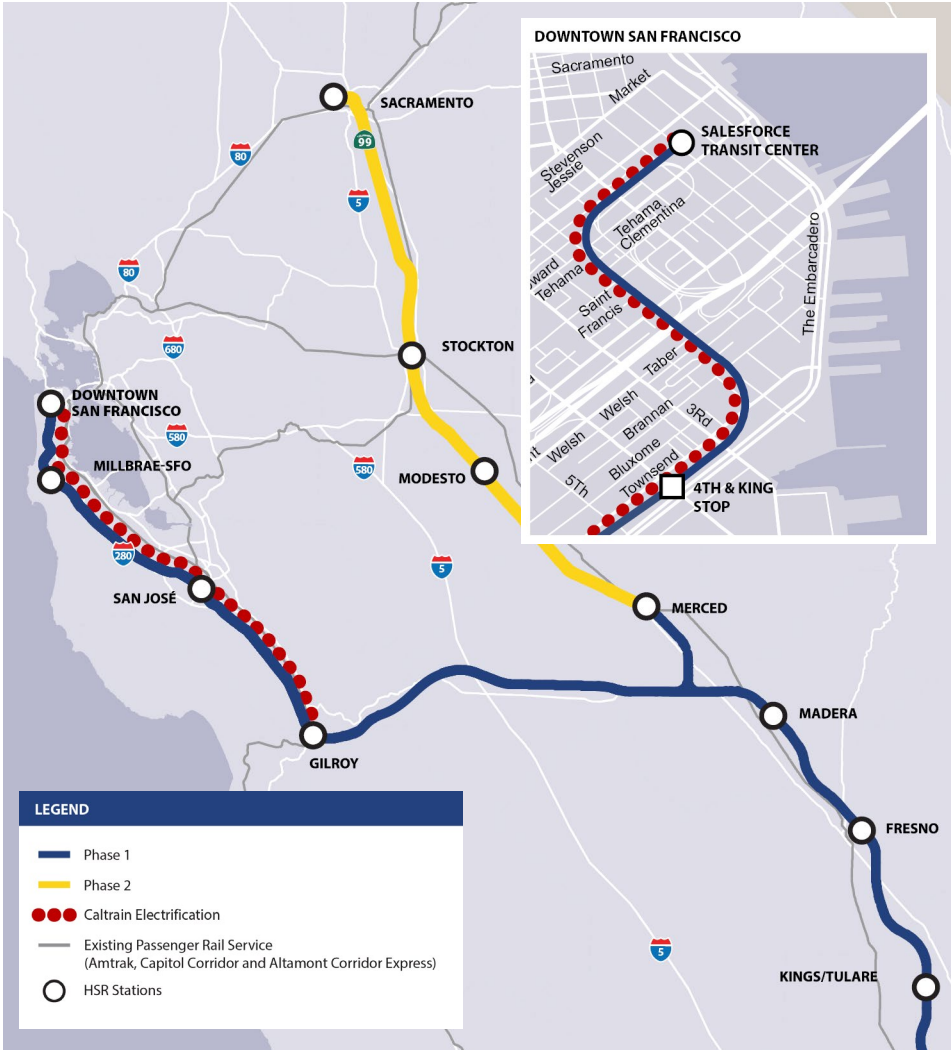 DOWNTOWN SAN FRANCISCO
Sacramento
Market
SALESFORCE
TRANSIT CENTER
Stevenson
Jessie
Tehama
Clementina
The Embarcadero
Tehama
Saint
Francis
Taber
Welsh
Brannan
3Rd
Welsh
Bluxome
Townsend
5Th
4TH & KING
STOP
SACRAMENTO
99
80
5
80
STOCKTON
680
DOWNTOWN
SAN FRANCISCO
580
MILLBRAE-SFO
580
MODESTO
280
5
SAN JOSÉ
MERCED
MADERA
GILROY
FRESNO
5
KINGS/TULARE
LEGEND
Phase 1
Phase 2
Caltrain Electrification
Existing Passenger Rail Service
(Amtrak, Capitol Corridor and Altamont Corridor Express)
HSR Stations